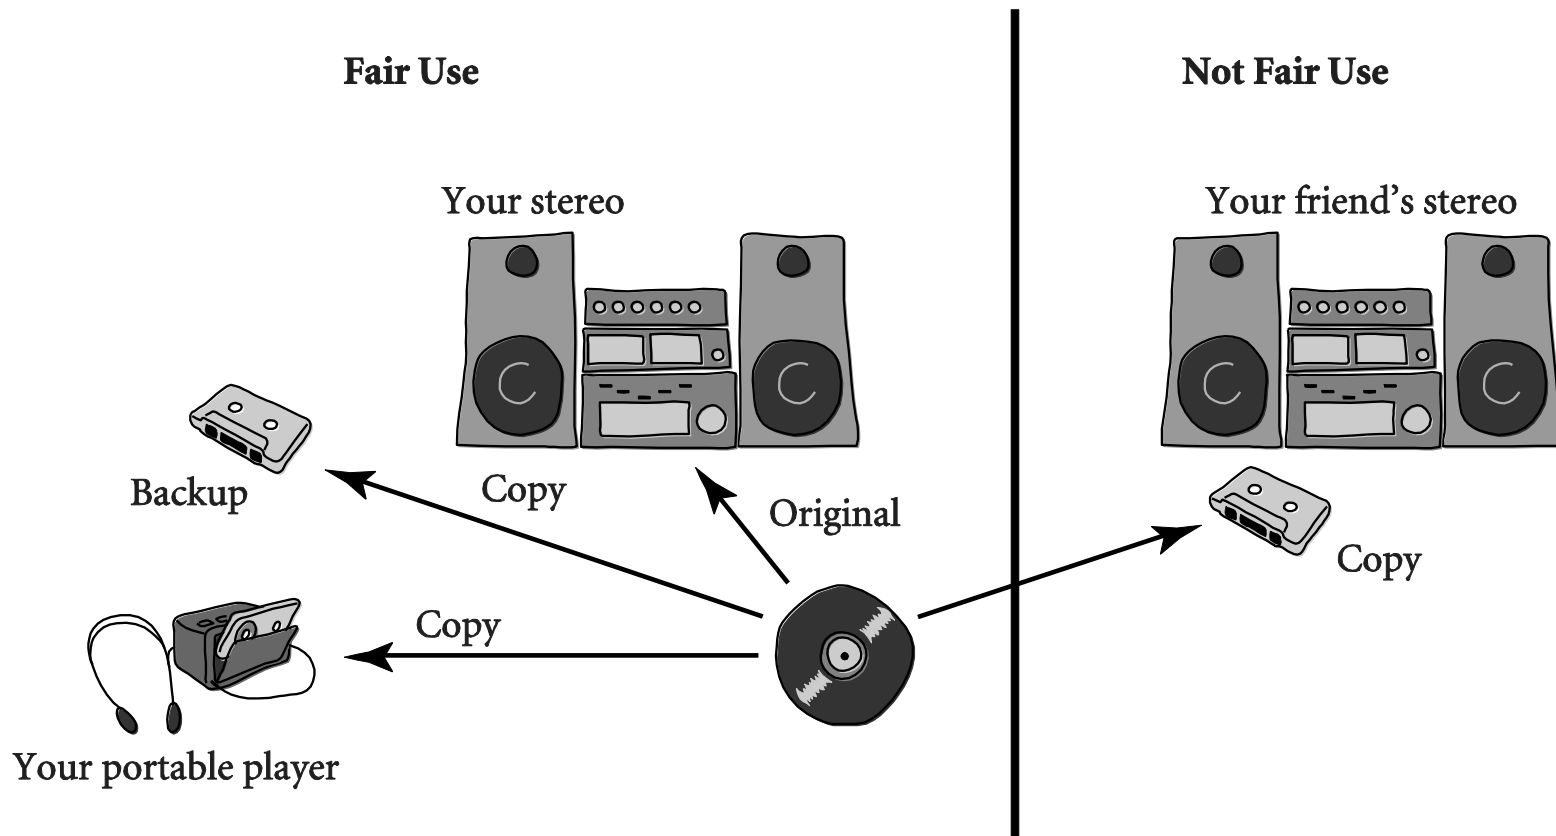 Fair Use
Not Fair Use
Your stereo
Your friend's stereo
Backup
Copy
Original
Copy
Copy
Your portable player